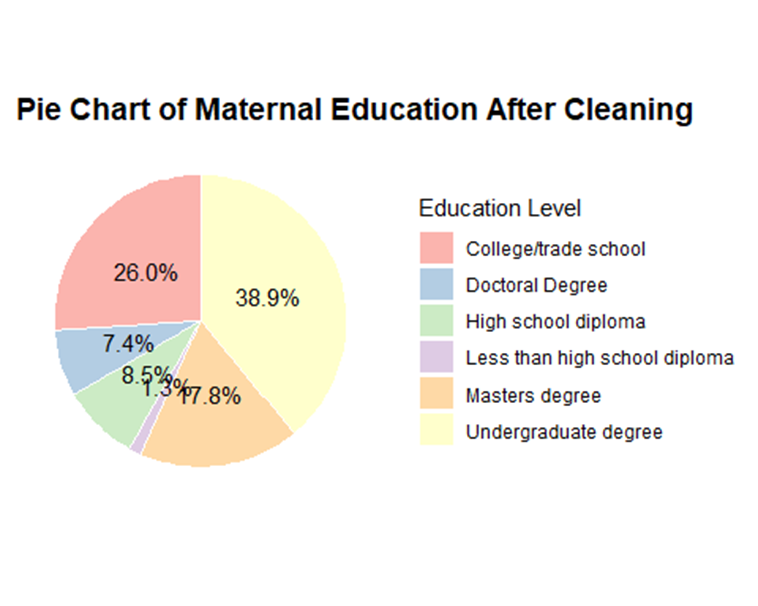 Pie Chart of Maternal Education After Cleaning
26.0%
38.9%
7.4%
8.5%
1.3%
17.8%
Education Level
College/trade school
Doctoral Degree
High school diploma
Less than high school diploma
Masters degree
Undergraduate degree